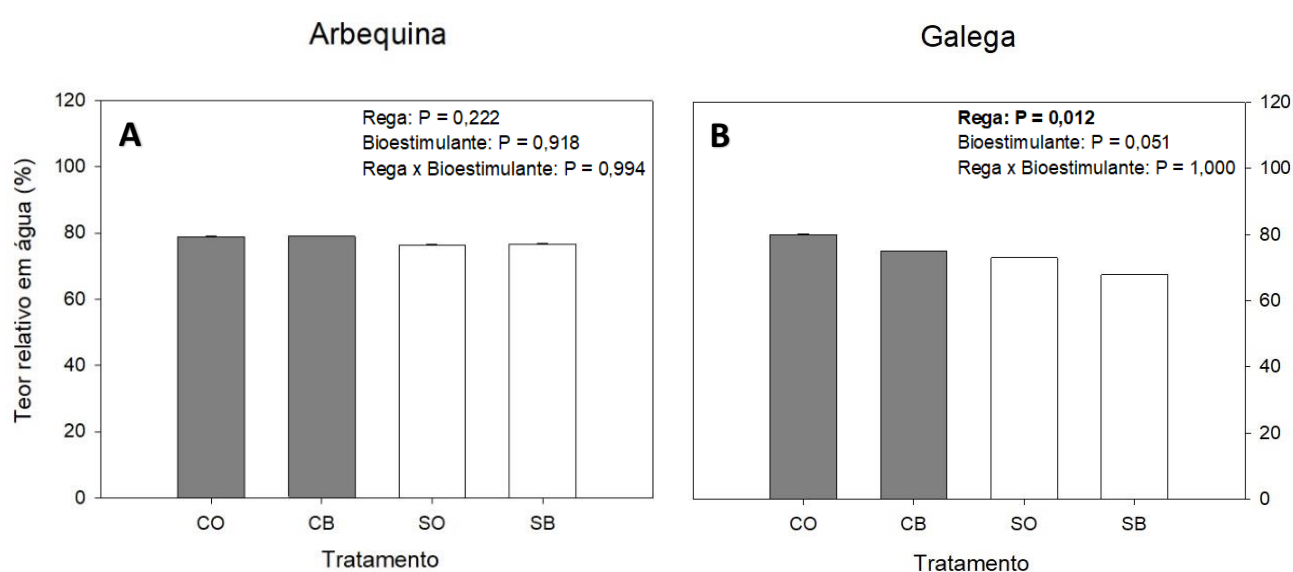 Arbequina
Galega
A
Rega: P = 0,222
Bioestimulante: P = 0,918
Rega x Bioestimulante: P = 0,994
Teor relativo em água (%)
120
100
80
60
40
20
0
CO CB SO SB
Tratamento
B
Rega: P = 0,012
Bioestimulante: P = 0,051
Rega x Bioestimulante: P = 1,000
120
100
80
60
40
20
0
CO CB SO SB
Tratamento